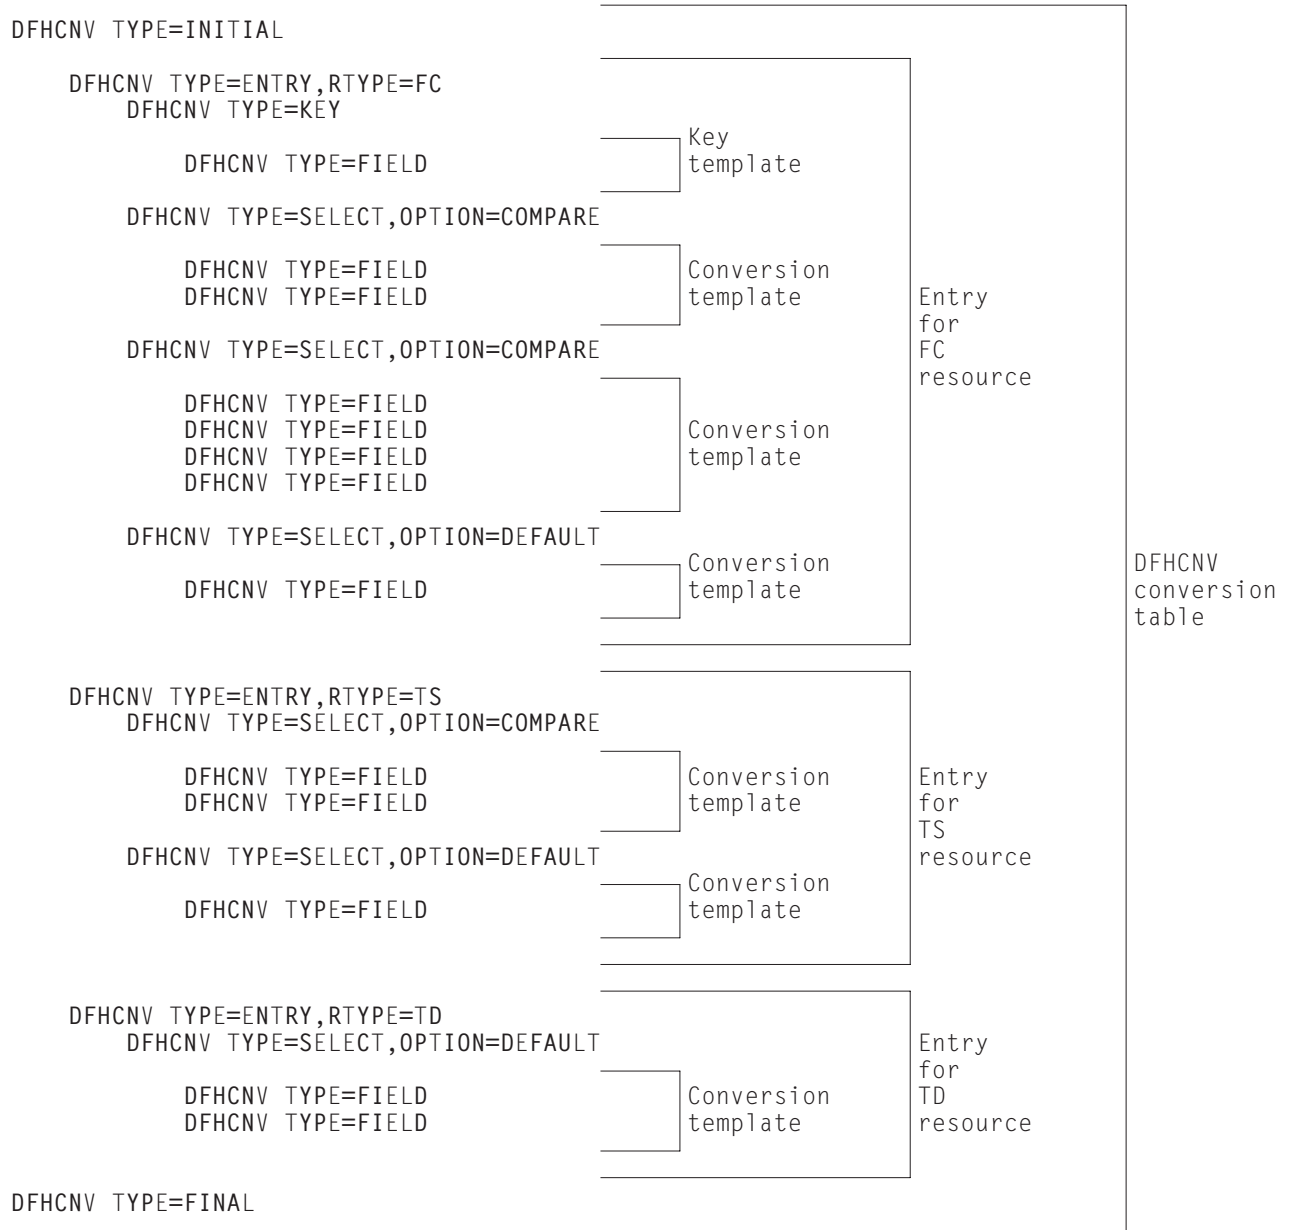 DFHCNV TYPE=INITIAL
DFHCNV TYPE=ENTRY,RTYPE=FC
DFHCNV TYPE=KEY
Key
DFHCNV TYPE=FIELD template
DFHCNV TYPE=SELECT,OPTION=COMPARE
DFHCNV TYPE=FIELD Conversion
DFHCNV TYPE=FIELD template Entry
for
DFHCNV TYPE=SELECT,OPTION=COMPARE FC
resource
DFHCNV TYPE=FIELD
DFHCNV TYPE=FIELD Conversion
DFHCNV TYPE=FIELD template
DFHCNV TYPE=FIELD
DFHCNV TYPE=SELECT,OPTION=DEFAULT
Conversion DFHCNV
DFHCNV TYPE=FIELD template conversion
table
DFHCNV TYPE=ENTRY,RTYPE=TS
DFHCNV TYPE=SELECT,OPTION=COMPARE
DFHCNV TYPE=FIELD Conversion Entry
DFHCNV TYPE=FIELD template for
TS
DFHCNV TYPE=SELECT,OPTION=DEFAULT resource
Conversion
DFHCNV TYPE=FIELD template
DFHCNV TYPE=ENTRY,RTYPE=TD
DFHCNV TYPE=SELECT,OPTION=DEFAULT Entry
for
DFHCNV TYPE=FIELD Conversion TD
DFHCNV TYPE=FIELD template resource
DFHCNV TYPE=FINAL